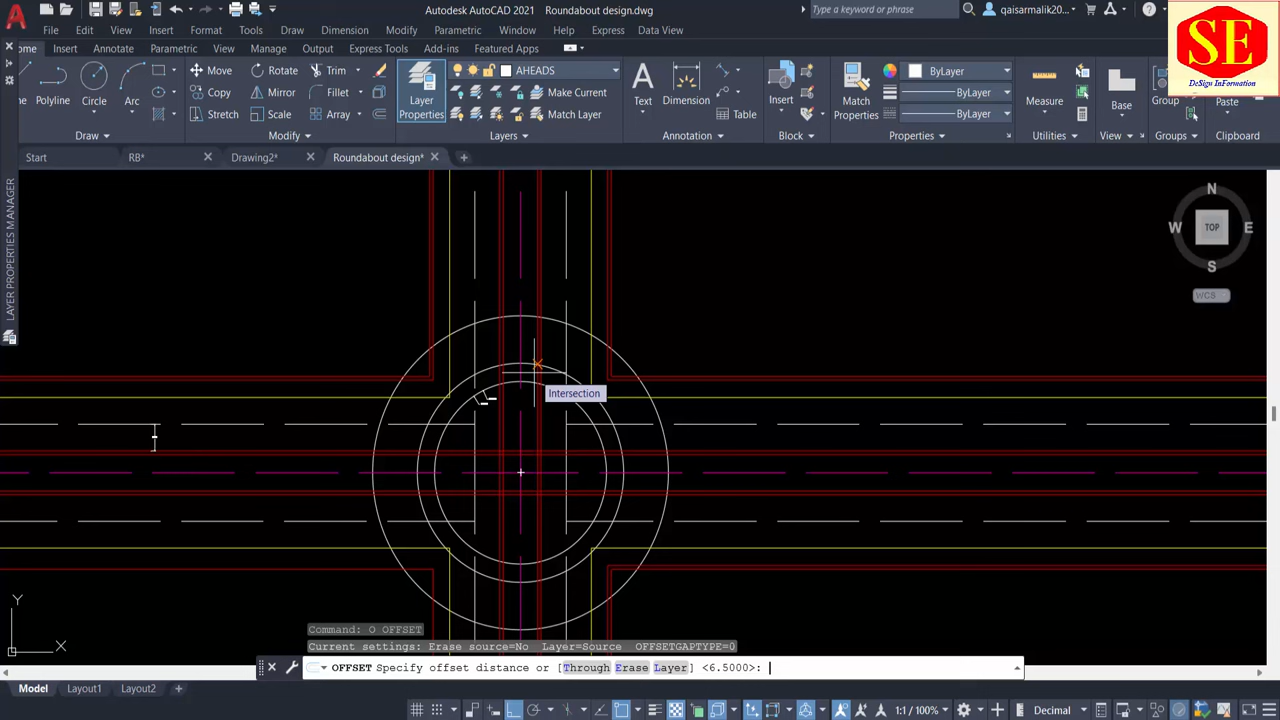 Autodesk AutoCAD 2021 Roundabout design.dwg
Type a keyword or phrase
qaisarmalik20...
File Edit View Insert Format Tools Draw Dimension Modify Parametric Window Help Express Data View
ome Insert Annotate Parametric View Manage Output Express Tools Add-ins Featured Apps
SE
DeSign InFormation
Polyline Circle Arc
Move Rotate Trim
Copy Mirror Fillet
Stretch Scale Array
Layer Properties
AHEADS
Make Current
Match Layer
Text Dimension
Table
Insert
Match Properties
ByLayer
ByLayer
ByLayer
Measure
Base
Group
Paste
Draw Modify Layers Annotation Block Properties Utilities View Groups Clipboard
Start RB* Drawing2* Roundabout design*
LAYER PROPERTIES MANAGER
N
W TOP E
S
WCS
Intersection
Y
X
Command: O OFFSET
Current settings: Erase source=No Layer=Source OFFSETGAPTYPE=0
OFFSET Specify offset distance or [Through Erase Layer] <6.5000>:
Model Layout1 Layout2
1:1 / 100% Decimal